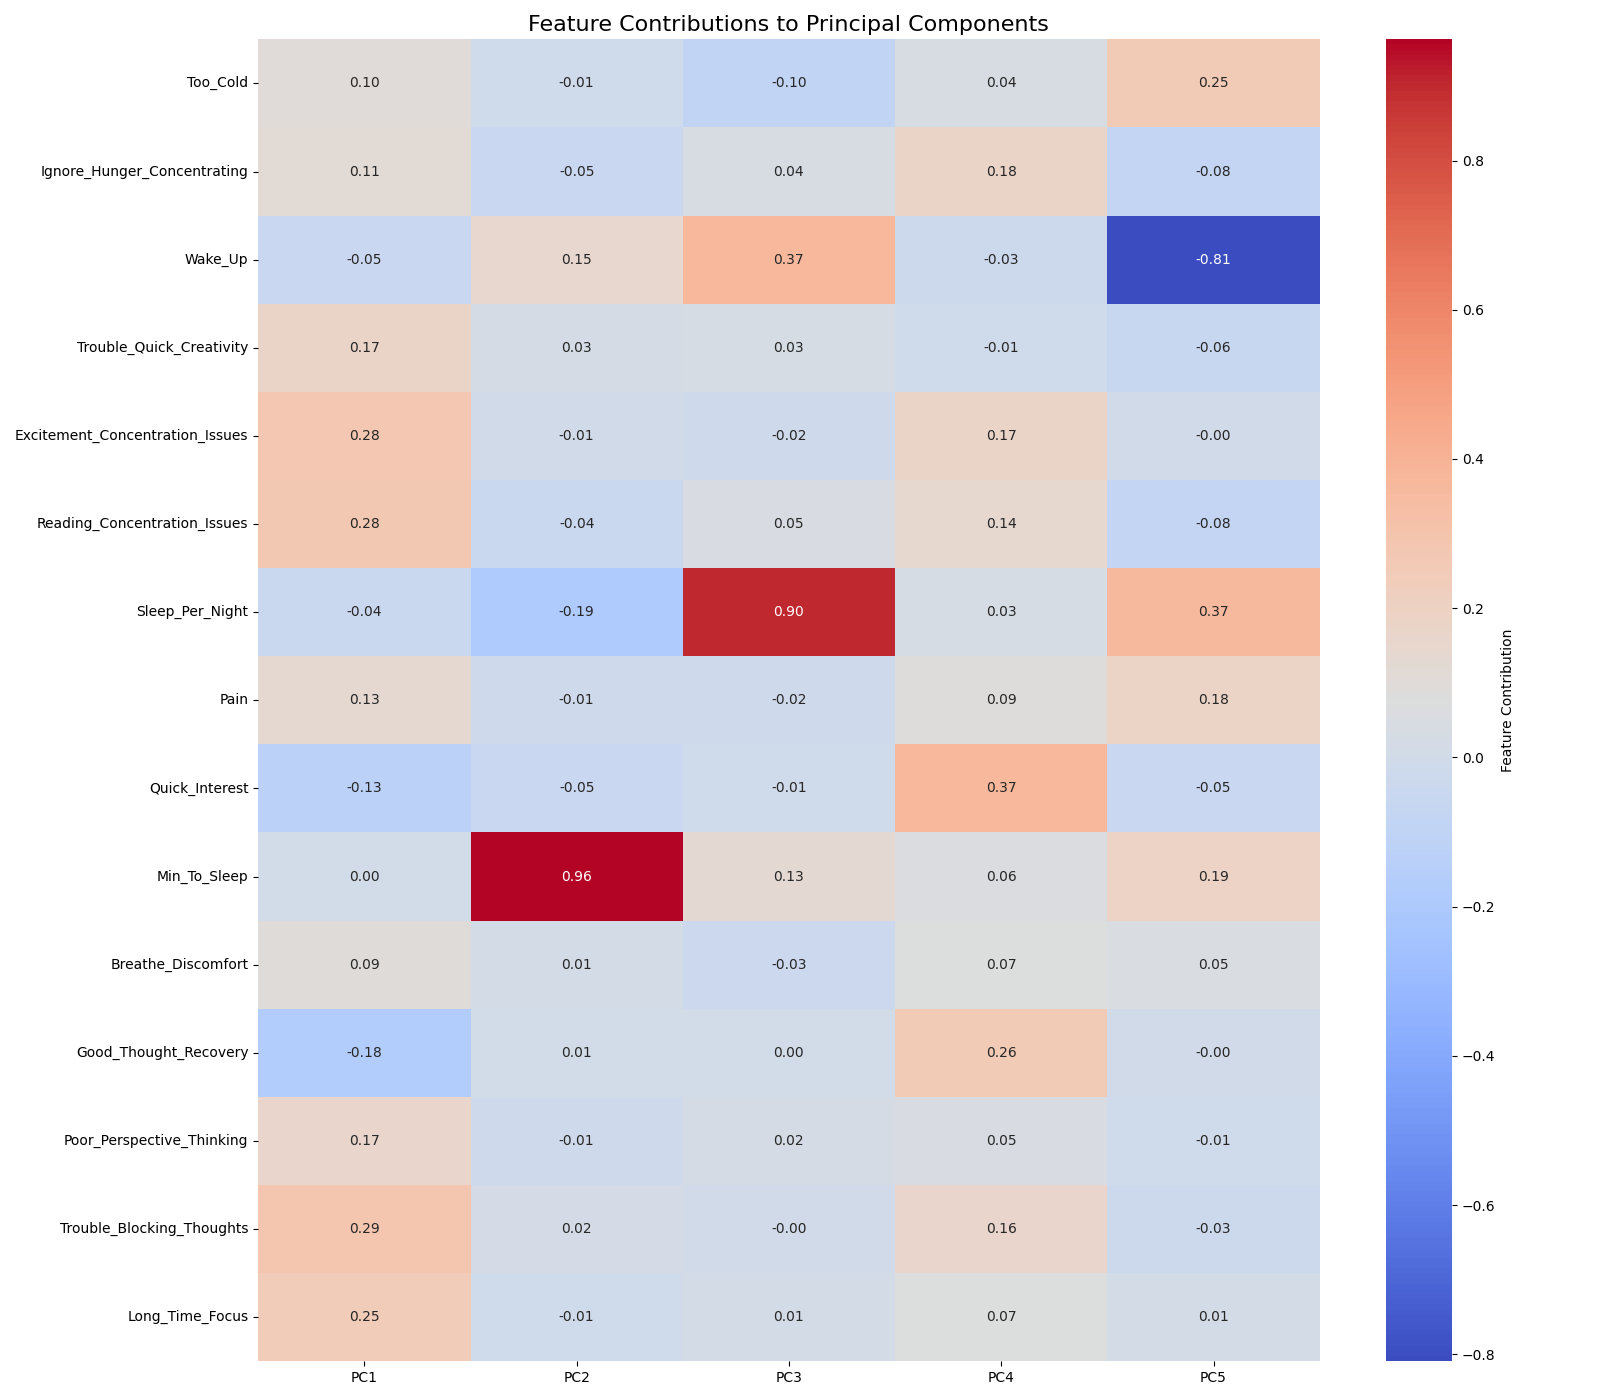 Feature Contributions to Principal Components
Too_Cold 0.10 -0.01 -0.10 0.04 0.25
Ignore_Hunger_Concentrating 0.11 -0.05 0.04 0.18 -0.08
Wake_Up -0.05 0.15 0.37 -0.03 -0.81
Trouble_Quick_Creativity 0.17 0.03 0.03 -0.01 -0.06
Excitement_Concentration_Issues 0.28 -0.01 -0.02 0.17 -0.00
Reading_Concentration_Issues 0.28 -0.04 0.05 0.14 -0.08
Sleep_Per_Night -0.04 -0.19 0.90 0.03 0.37
Pain 0.13 -0.01 -0.02 0.09 0.18
Quick_Interest -0.13 -0.05 -0.01 0.37 -0.05
Min_To_Sleep 0.00 0.96 0.13 0.06 0.19
Breathe_Discomfort 0.09 0.01 -0.03 0.07 0.05
Good_Thought_Recovery -0.18 0.01 0.00 0.26 -0.00
Poor_Perspective_Thinking 0.17 -0.01 0.02 0.05 -0.01
Trouble_Blocking_Thoughts 0.29 0.02 -0.00 0.16 -0.03
Long_Time_Focus 0.25 -0.01 0.01 0.07 0.01
PC1 PC2 PC3 PC4 PC5
0.8
0.6
0.4
0.2
0.0
−0.2
−0.4
−0.6
−0.8
Feature Contribution